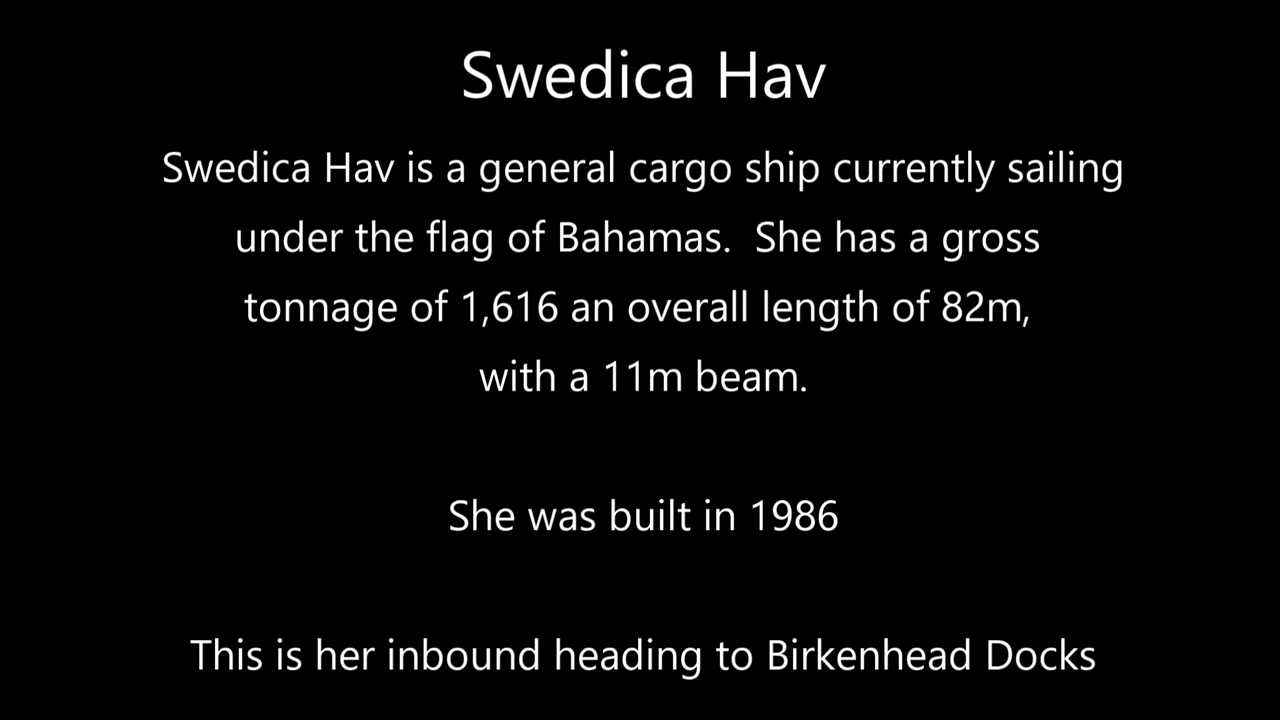 Swedica Hav
Swedica Hav is a general cargo ship currently sailing
under the flag of Bahamas.  She has a gross
tonnage of 1,616 an overall length of 82m,
with a 11m beam.
She was built in 1986
This is her inbound heading to Birkenhead Docks